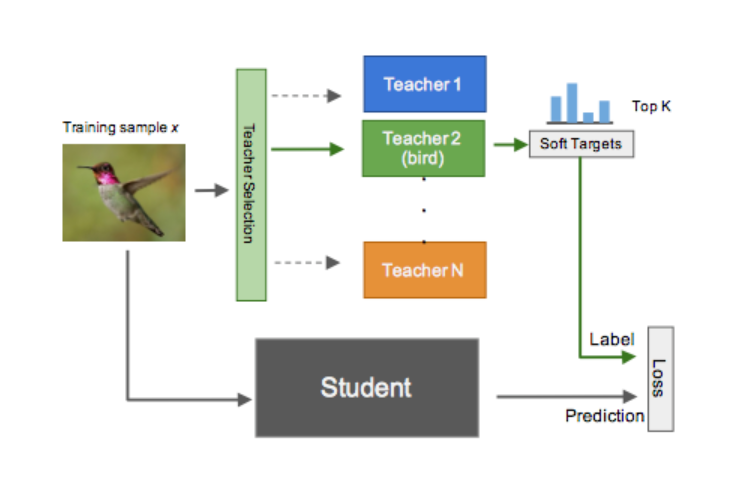 Training sample x
Teacher Selection
Teacher 1
Teacher 2
(bird)
Teacher N
Top K
Soft Targets
Student
Label
Prediction
Loss